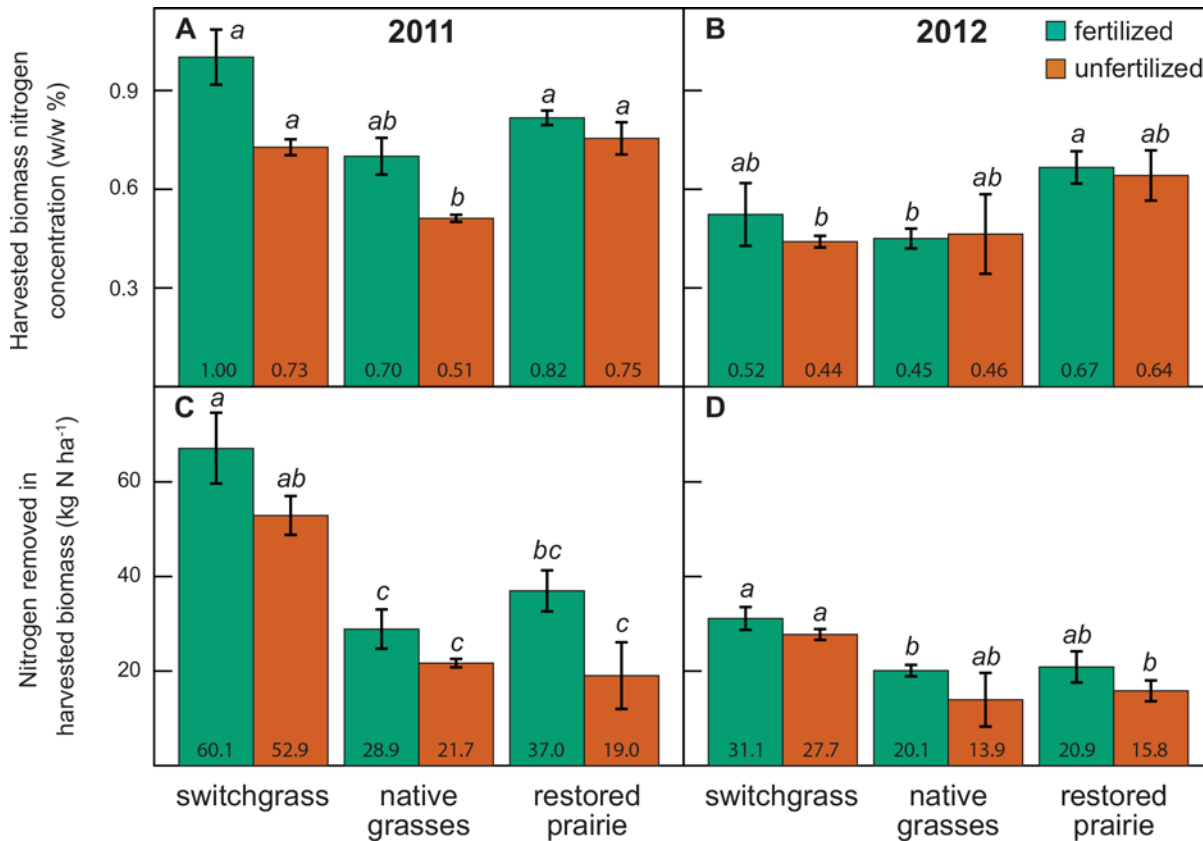 A
2011
B
2012
fertilized
unfertilized
Harvested biomass nitrogen
concentration (w/w %)
0.9
0.6
0.3
a
a
ab
b
a
a
ab
b
b
ab
a
ab
1.00
0.73
0.70
0.51
0.82
0.75
0.52
0.44
0.45
0.46
0.67
0.64
C
D
Nitrogen removed in
harvested biomass (kg N ha⁻¹)
60
40
20
a
ab
c
c
bc
c
a
a
b
ab
ab
b
60.1
52.9
28.9
21.7
37.0
19.0
31.1
27.7
20.1
13.9
20.9
15.8
switchgrass
native
grasses
restored
prairie
switchgrass
native
grasses
restored
prairie